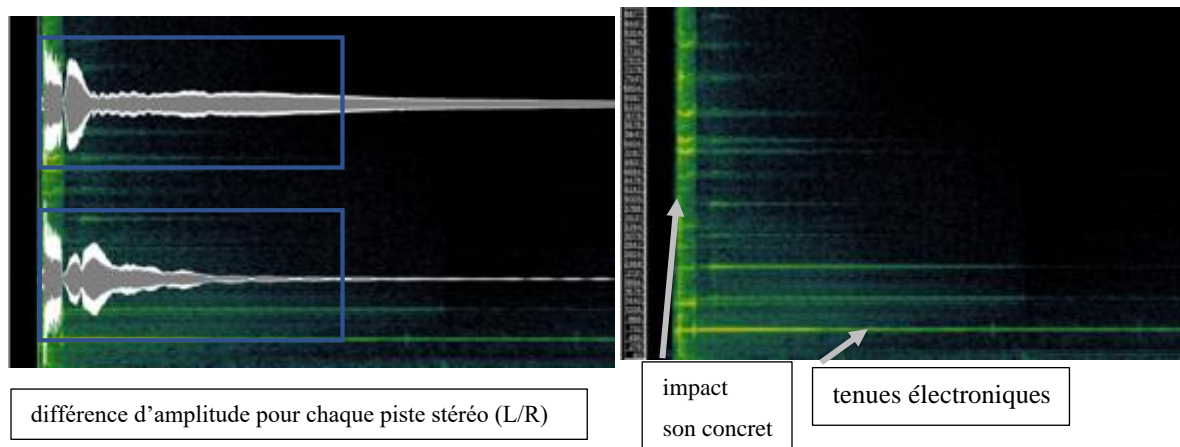 différence d’amplitude pour chaque piste stéréo (L/R)
impact
son concret
tenues électroniques